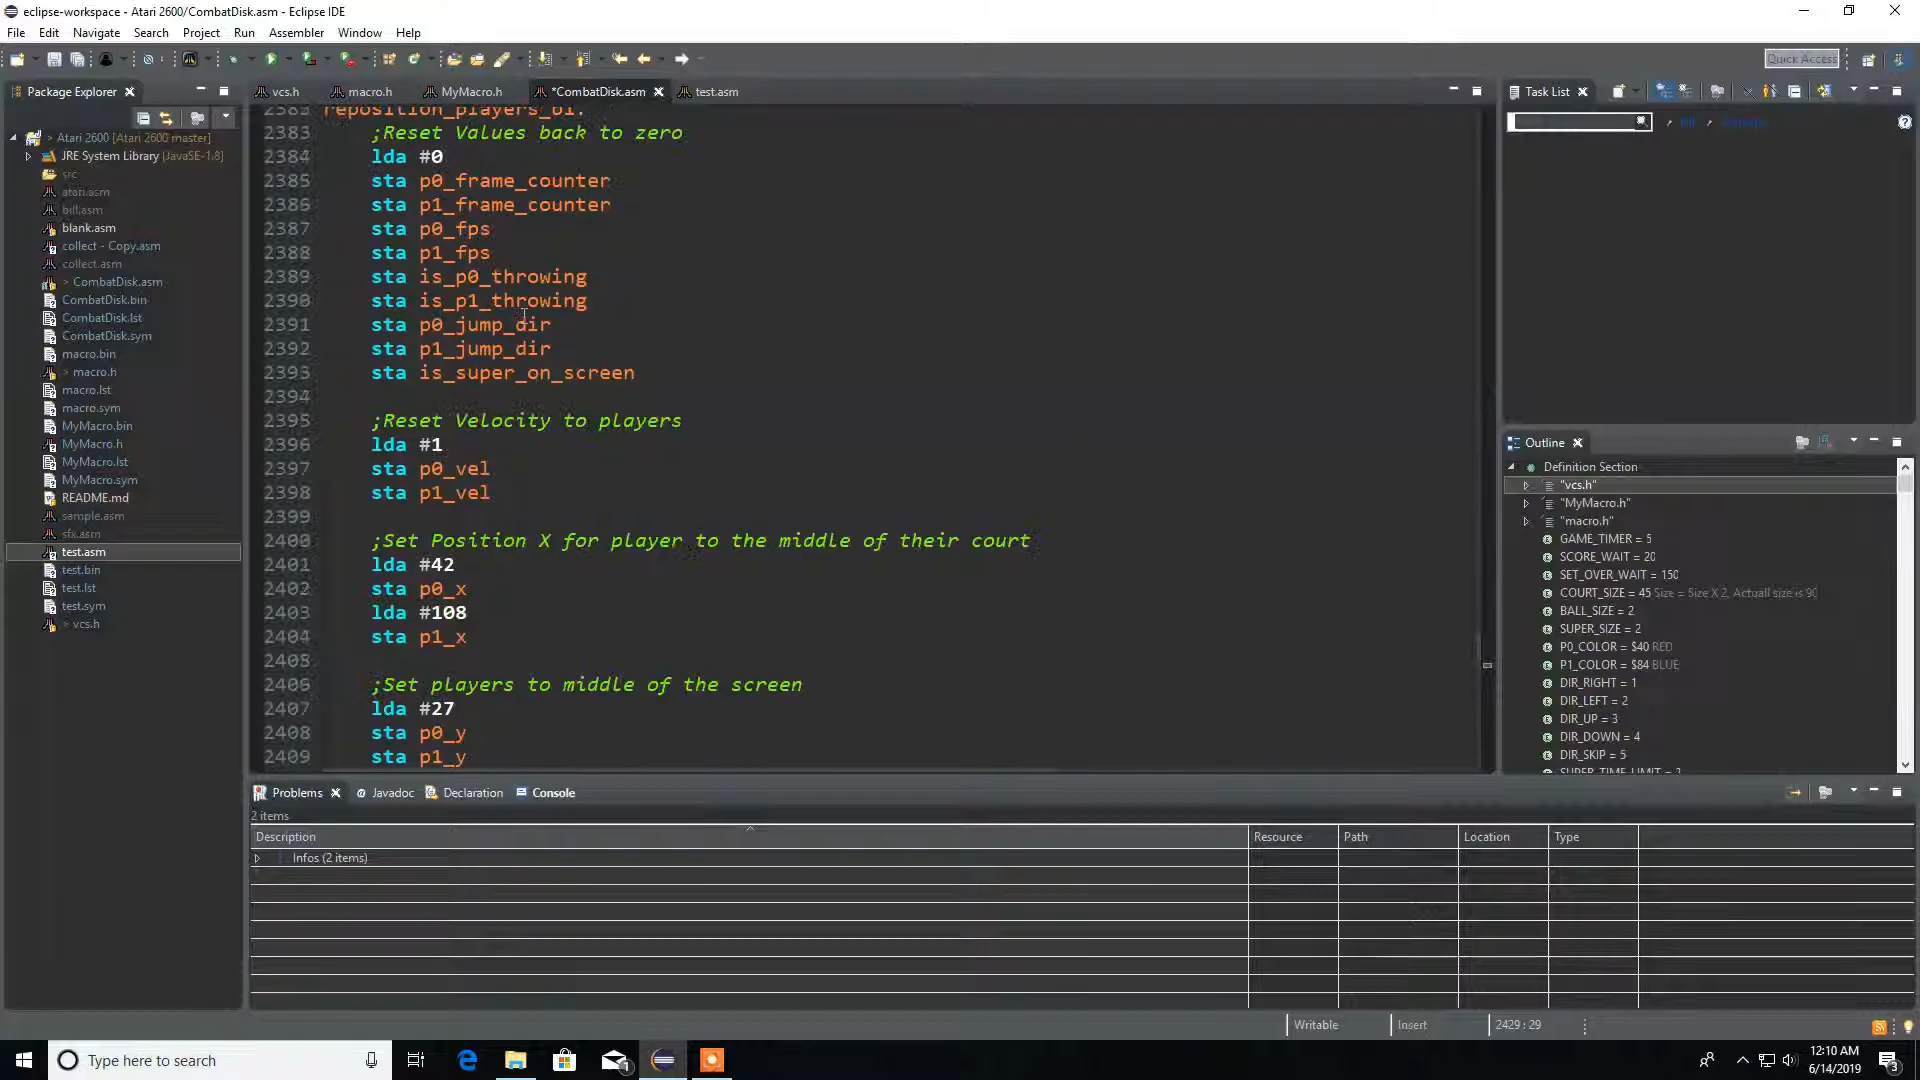 eclipse-workspace - Atari 2600/CombatDisk.asm - Eclipse IDE
File Edit Navigate Search Project Run Assembler Window Help
Quick Access
Package Explorer
> Atari 2600 [Atari 2600 master]
JRE System Library [JavaSE-1.8]
src
atari.asm
bill.asm
blank.asm
collect - Copy.asm
collect.asm
> CombatDisk.asm
CombatDisk.bin
CombatDisk.lst
CombatDisk.sym
macro.bin
> macro.h
macro.lst
macro.sym
MyMacro.bin
MyMacro.h
MyMacro.lst
MyMacro.sym
README.md
sample.asm
sfx.asm
test.asm
test.bin
test.lst
test.sym
> vcs.h
vcs.h macro.h MyMacro.h *CombatDisk.asm test.asm
2383 ;Reset Values back to zero
2384 lda #0
2385 sta p0_frame_counter
2386 sta p1_frame_counter
2387 sta p0_fps
2388 sta p1_fps
2389 sta is_p0_throwing
2390 sta is_p1_throwing
2391 sta p0_jump_dir
2392 sta p1_jump_dir
2393 sta is_super_on_screen
2394
2395 ;Reset Velocity to players
2396 lda #1
2397 sta p0_vel
2398 sta p1_vel
2399
2400 ;Set Position X for player to the middle of their court
2401 lda #42
2402 sta p0_x
2403 lda #108
2404 sta p1_x
2405
2406 ;Set players to middle of the screen
2407 lda #27
2408 sta p0_y
2409 sta p1_y
Task List
Outline
Definition Section
"vcs.h"
"MyMacro.h"
"macro.h"
GAME_TIMER = 5
SCORE_WAIT = 20
SET_OVER_WAIT = 150
COURT_SIZE = 45 Size = Size X 2, Actuall size is 90
BALL_SIZE = 2
SUPER_SIZE = 2
P0_COLOR = $40 RED
P1_COLOR = $84 BLUE
DIR_RIGHT = 1
DIR_LEFT = 2
DIR_UP = 3
DIR_DOWN = 4
DIR_SKIP = 5
Problems Javadoc Declaration Console
2 items
Description Resource Path Location Type
Infos (2 items)
Writable Insert 2429 : 29
Type here to search
1
12:10 AM
6/14/2019
3